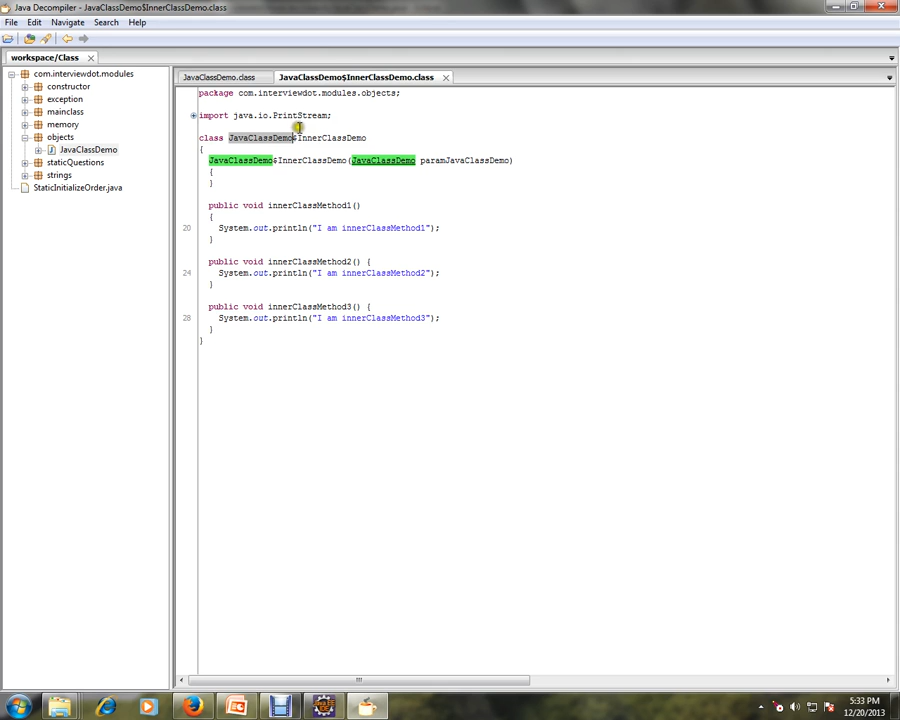 Java Decompiler - JavaClassDemo$InnerClassDemo.class
File Edit Navigate Search Help
workspace/Class
com.interviewdot.modules
constructor
exception
mainclass
memory
objects
JavaClassDemo
staticQuestions
strings
StaticInitializeOrder.java
JavaClassDemo.class JavaClassDemo$InnerClassDemo.class
package com.interviewdot.modules.objects;
import java.io.PrintStream;
class JavaClassDemo$InnerClassDemo
{
JavaClassDemo$InnerClassDemo(JavaClassDemo paramJavaClassDemo)
{
}
public void innerClassMethod1()
{
20 System.out.println("I am innerClassMethod1");
}
public void innerClassMethod2() {
24 System.out.println("I am innerClassMethod2");
}
public void innerClassMethod3() {
28 System.out.println("I am innerClassMethod3");
}
}
Java EE
IDE
5:33 PM
12/20/2013